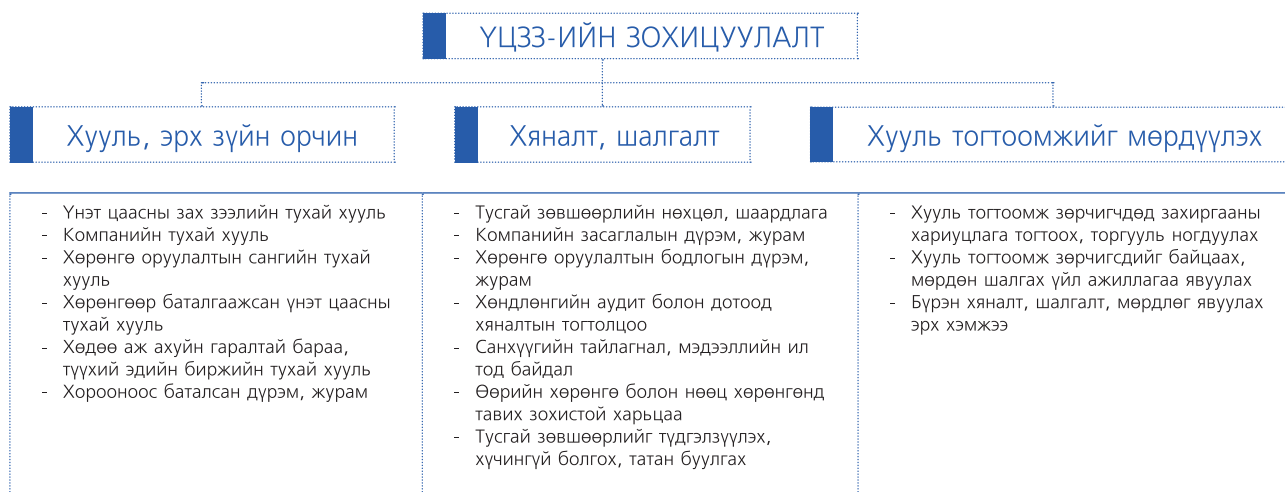 ҮЦЗЗ-ИЙН ЗОХИЦУУЛАЛТ
Хууль, эрх зүйн орчин
Хяналт, шалгалт
Хууль тогтоомжийг мөрдүүлэх
- Үнэт цаасны зах зээлийн тухай хууль
- Компанийн тухай хууль
- Хөрөнгө оруулалтын сангийн тухай
хууль
- Хөрөнгөөр баталгаажсан үнэт цаасны
тухай хууль
- Хөдөө аж ахуйн гаралтай бараа,
түүхий эдийн биржийн тухай хууль
- Хорооноос баталсан дүрэм, журам
- Тусгай зөвшөөрлийн нөхцөл, шаардлага
- Компанийн засаглалын дүрэм, журам
- Хөрөнгө оруулалтын бодлогын дүрэм,
журам
- Хөндлөнгийн аудит болон дотоод
хяналтын тогтолцоо
- Санхүүгийн тайлагнал, мэдээллийн ил
тод байдал
- Өөрийн хөрөнгө болон нөөц хөрөнгөнд
тавих зохистой харьцаа
- Тусгай зөвшөөрлийг түдгэлзүүлэх,
хүчингүй болгох, татан буулгах
- Хууль тогтоомж зөрчигчдөд захиргааны
хариуцлага тогтоох, торгууль ногдуулах
- Хууль тогтоомж зөрчигсдийг байцаах,
мөрдөн шалгах үйл ажиллагаа явуулах
- Бүрэн хяналт, шалгалт, мөрдлөг явуулах
эрх хэмжээ